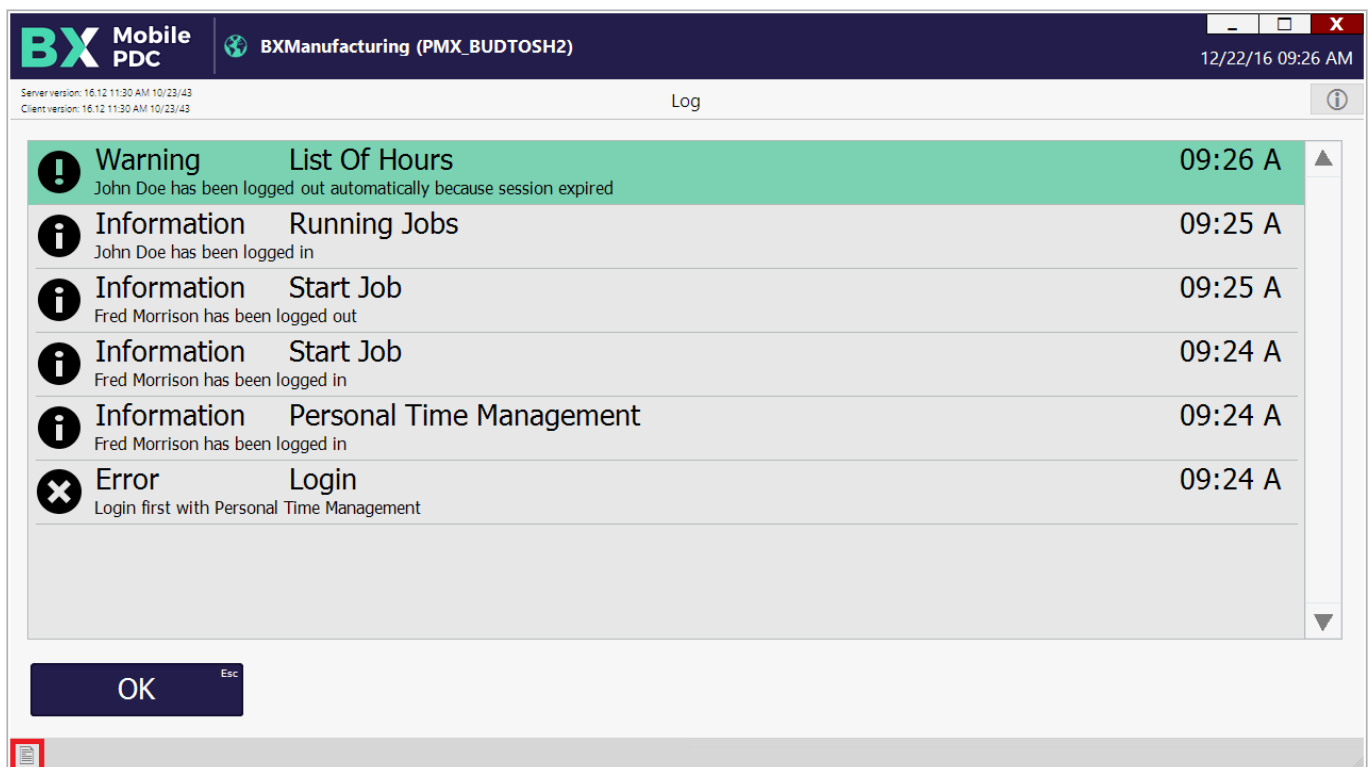 BX Mobile PDC
BXManufacturing (PMX_BUDTOSH2)
X
12/22/16 09:26 AM
Server version: 16.12 11:30 AM 10/23/43
Client version: 16.12 11:30 AM 10/23/43
Log
Warning List Of Hours 09:26 A
John Doe has been logged out automatically because session expired
Information Running Jobs 09:25 A
John Doe has been logged in
Information Start Job 09:25 A
Fred Morrison has been logged out
Information Start Job 09:24 A
Fred Morrison has been logged in
Information Personal Time Management 09:24 A
Fred Morrison has been logged in
Error Login 09:24 A
Login first with Personal Time Management
OK Esc